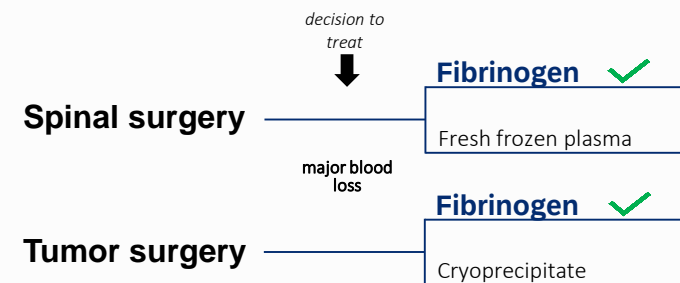 decision to
treat
Fibrinogen
Spinal surgery
Fresh frozen plasma
major blood
loss
Fibrinogen
Tumor surgery
Cryoprecipitate